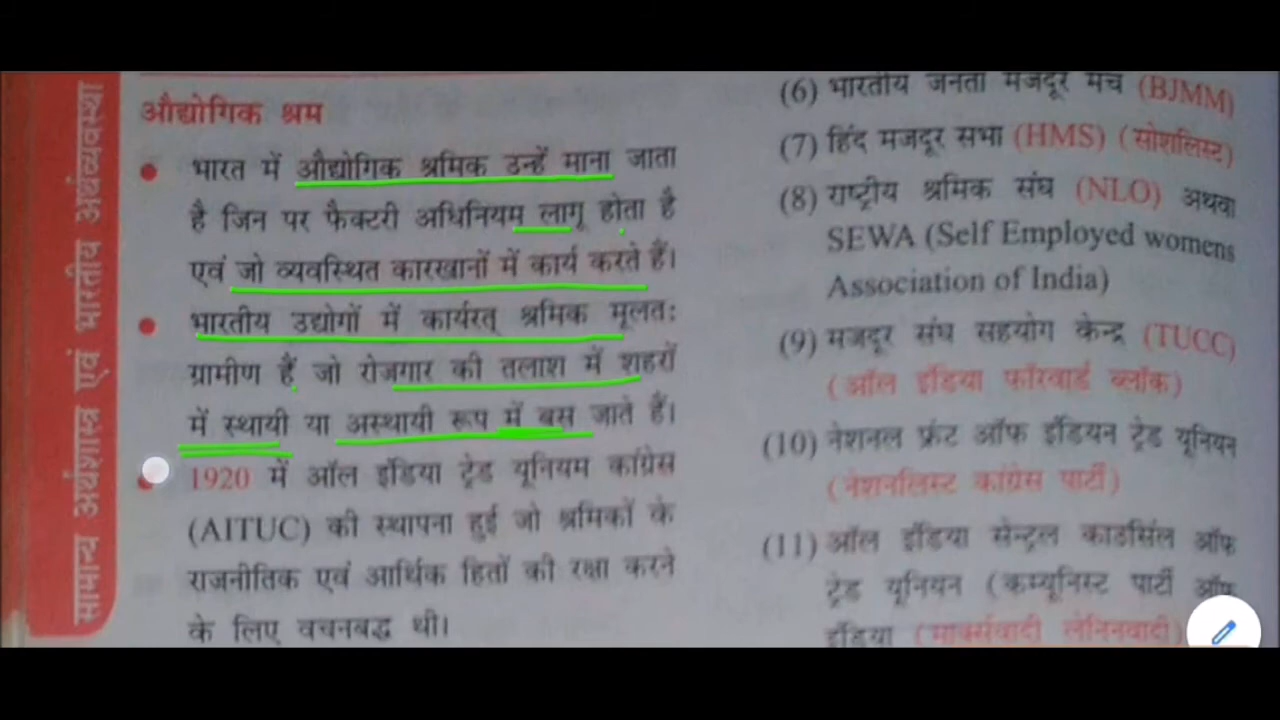 सामान्य अर्थशास्त्र एवं भारतीय अर्थव्यवस्था
औद्योगिक श्रम
भारत में औद्योगिक श्रमिक उन्हें माना जाता
है जिन पर फैक्टरी अधिनियम लागू होता है
एवं जो व्यवस्थित कारखानों में कार्य करते हैं।
भारतीय उद्योगों में कार्यरत् श्रमिक मूलतः
ग्रामीण हैं जो रोजगार की तलाश में शहरों
में स्थायी या अस्थायी रूप में बस जाते हैं।
1920 में ऑल इंडिया ट्रेड यूनियम कांग्रेस
(AITUC) की स्थापना हुई जो श्रमिकों के
राजनीतिक एवं आर्थिक हितों की रक्षा करने
के लिए वचनबद्ध थी।
(6) भारतीय जनता मजदूर मंच (BJMM)
(7) हिंद मजदूर सभा (HMS) (सोशलिस्ट)
(8) राष्ट्रीय श्रमिक संघ (NLO) अथवा
SEWA (Self Employed womens
Association of India)
(9) मजदूर संघ सहयोग केन्द्र (TUCC)
(ऑल इंडिया फॉरवार्ड ब्लॉक)
(10) नेशनल फ्रंट ऑफ इंडियन ट्रेड यूनियन
(नेशनलिस्ट कांग्रेस पार्टी)
(11) ऑल इंडिया सेन्ट्रल काउंसिल ऑफ
ट्रेड यूनियन (कम्यूनिस्ट पार्टी ऑफ
इंडिया (मार्क्सवादी लेनिनवादी)